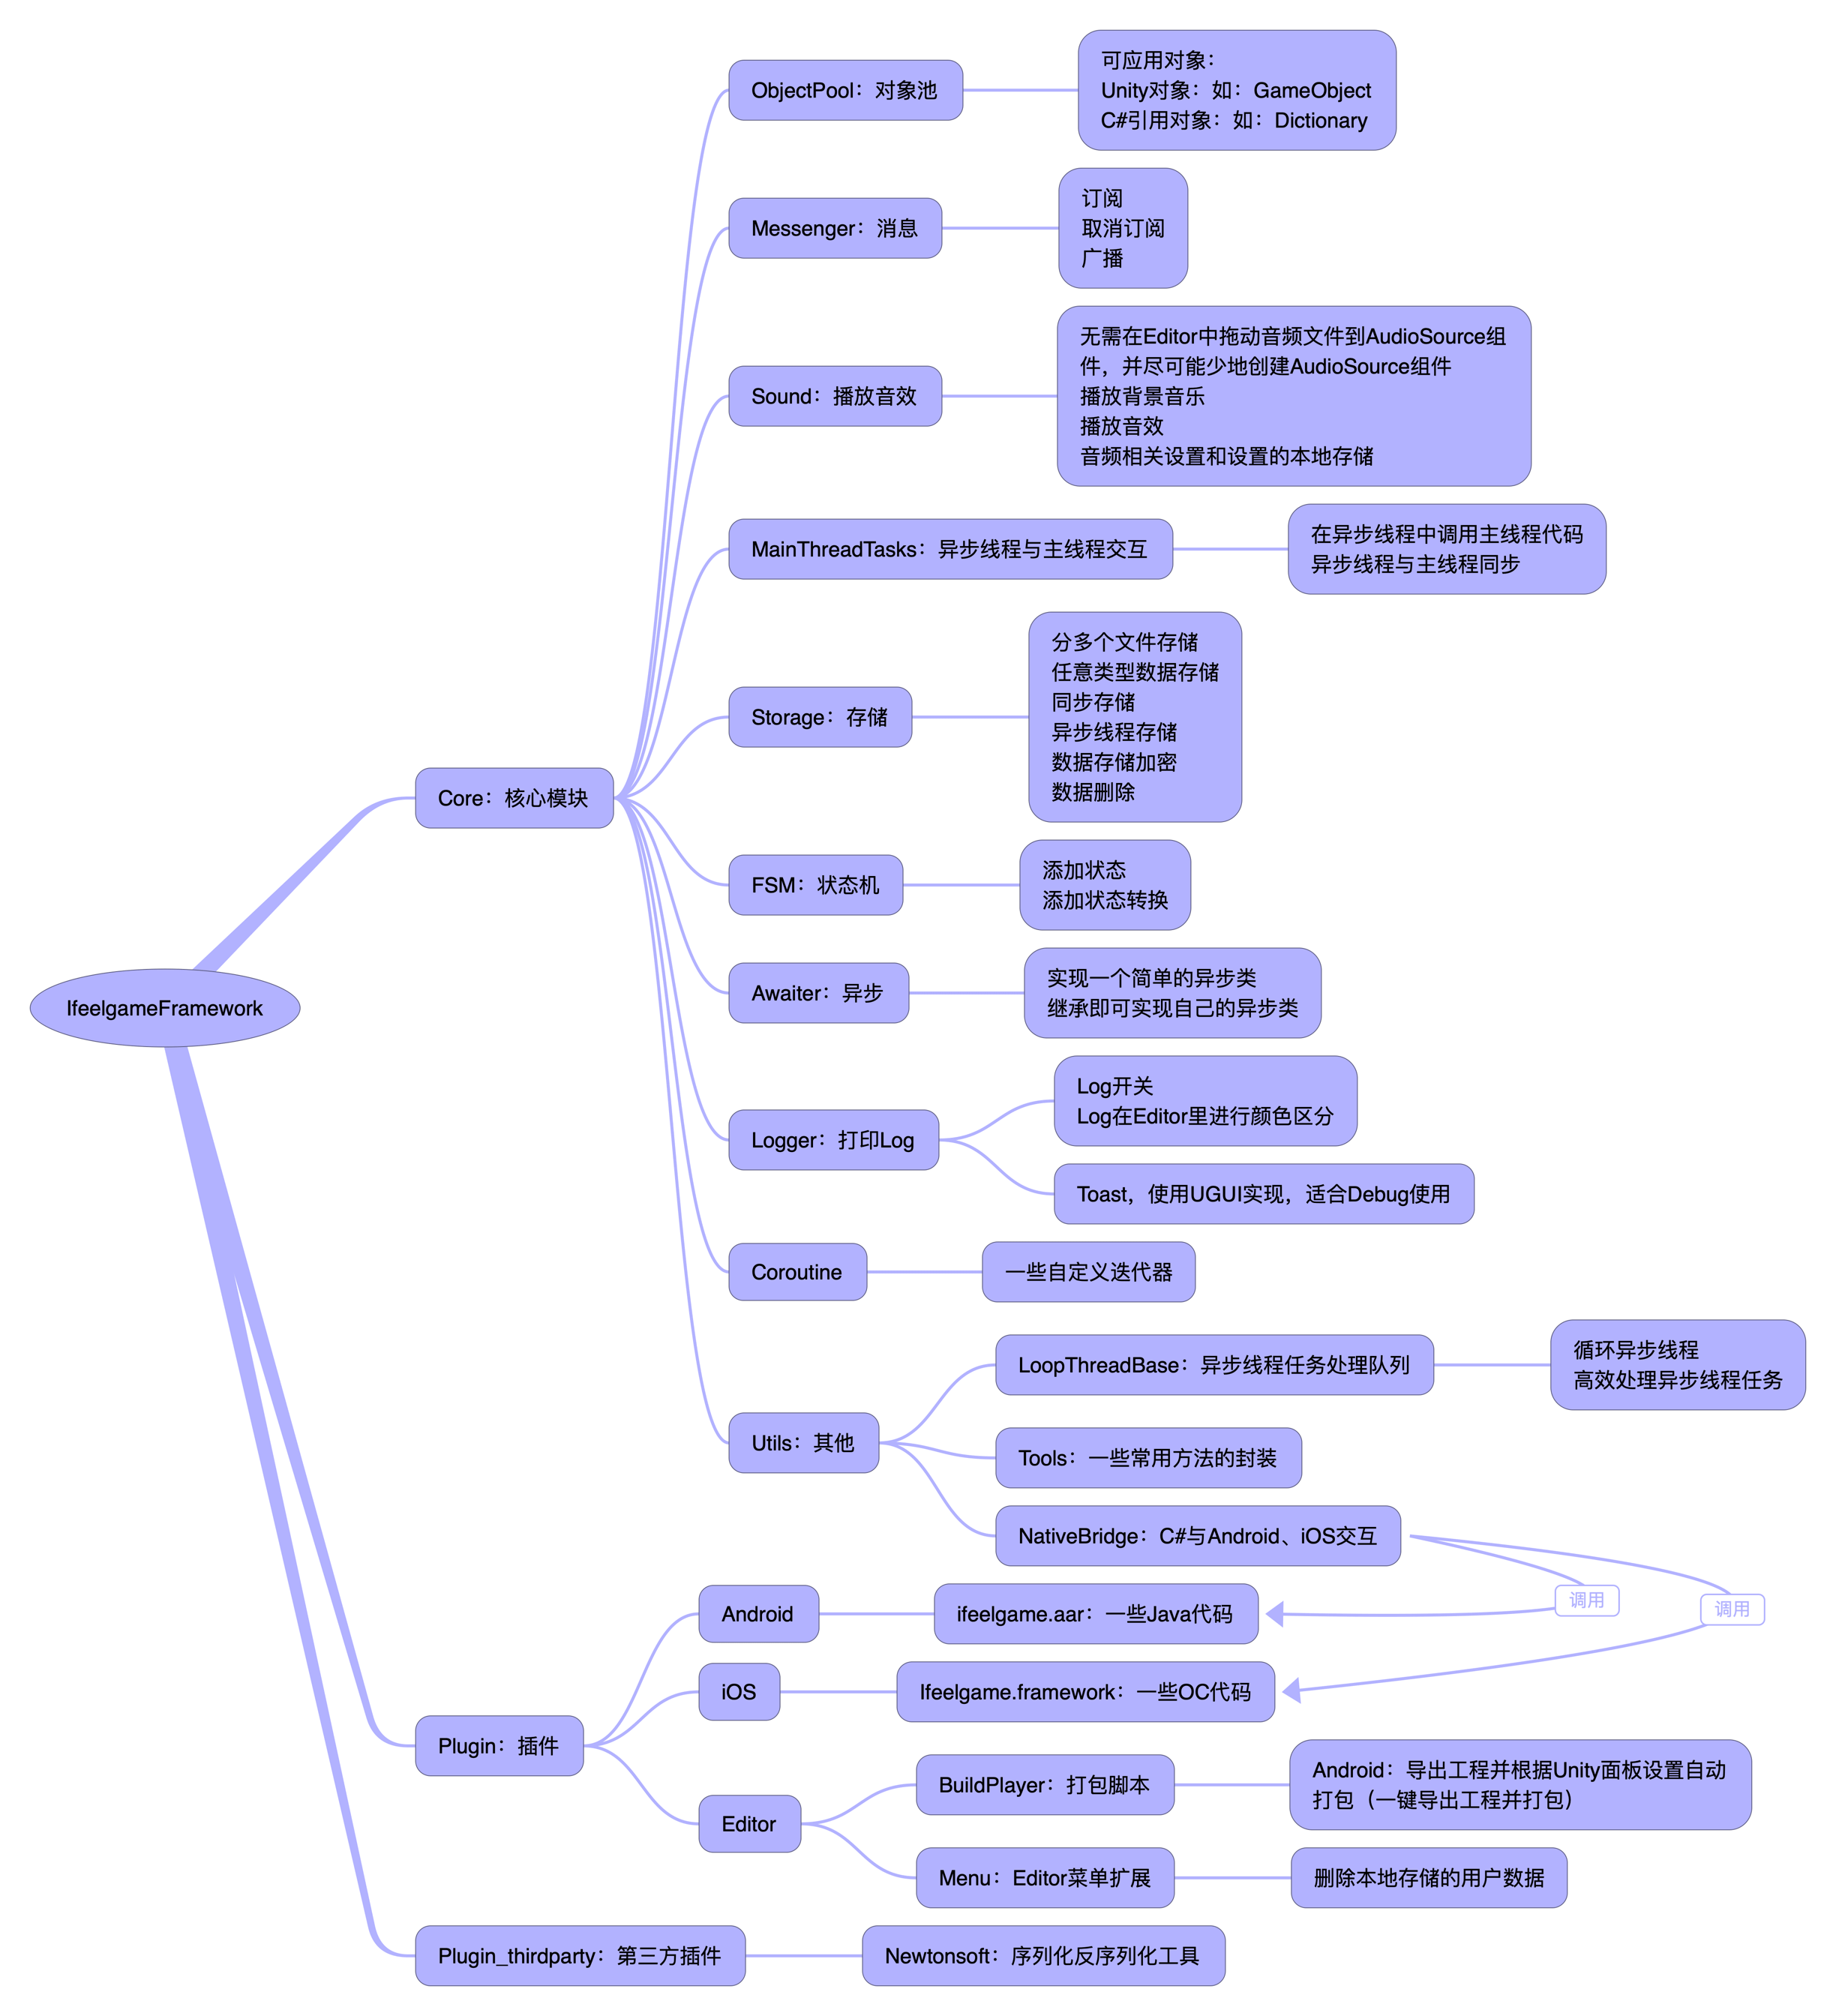 IfeelgameFramework
Core：核心模块
ObjectPool：对象池
可应用对象：
Unity对象：如：GameObject
C#引用对象：如：Dictionary
Messenger：消息
订阅
取消订阅
广播
Sound：播放音效
无需在Editor中拖动音频文件到AudioSource组
件，并尽可能少地创建AudioSource组件
播放背景音乐
播放音效
音频相关设置和设置的本地存储
MainThreadTasks：异步线程与主线程交互
在异步线程中调用主线程代码
异步线程与主线程同步
Storage：存储
分多个文件存储
任意类型数据存储
同步存储
异步线程存储
数据存储加密
数据删除
FSM：状态机
添加状态
添加状态转换
Awaiter：异步
实现一个简单的异步类
继承即可实现自己的异步类
Logger：打印Log
Log开关
Log在Editor里进行颜色区分
Toast，使用UGUI实现，适合Debug使用
Coroutine
一些自定义迭代器
Utils：其他
LoopThreadBase：异步线程任务处理队列
循环异步线程
高效处理异步线程任务
Tools：一些常用方法的封装
NativeBridge：C#与Android、iOS交互
调用
调用
Plugin：插件
Android
ifeelgame.aar：一些Java代码
iOS
Ifeelgame.framework：一些OC代码
Editor
BuildPlayer：打包脚本
Android：导出工程并根据Unity面板设置自动
打包（一键导出工程并打包）
Menu：Editor菜单扩展
删除本地存储的用户数据
Plugin_thirdparty：第三方插件
Newtonsoft：序列化反序列化工具